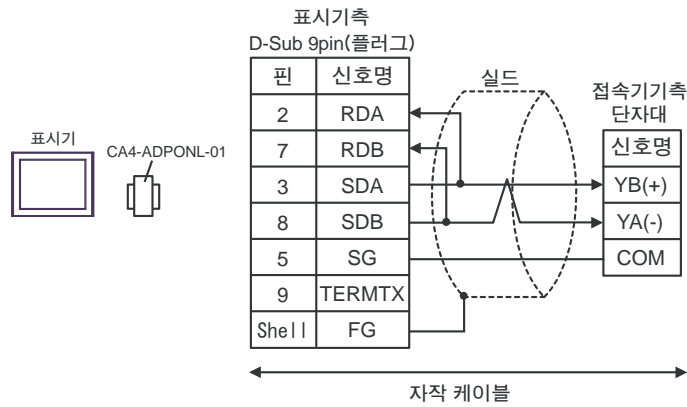 표시기측
D-Sub 9pin(플러그)
핀 신호명
2 RDA
7 RDB
3 SDA
8 SDB
5 SG
9 TERMTX
Shell FG
실드
접속기기측
단자대
신호명
YB(+)
YA(-)
COM
표시기
CA4-ADPONL-01
자작 케이블